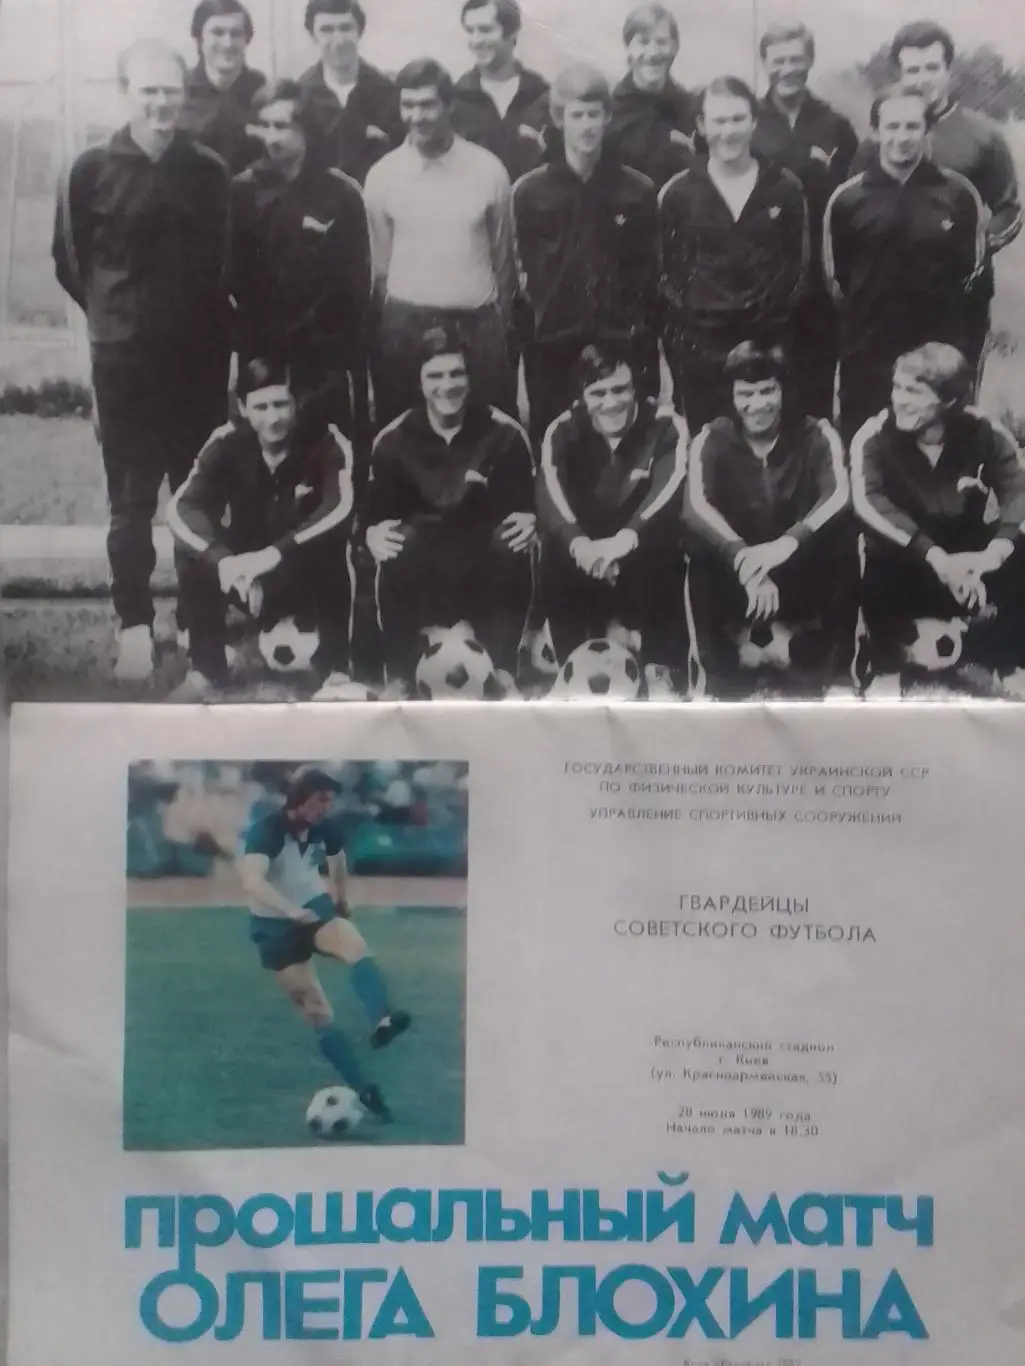 ГОСУДАРСТВЕННЫЙ КОМИТЕТ УКРАИНСКОЙ ССР
ПО ФИЗИЧЕСКОЙ КУЛЬТУРЕ И СПОРТУ
УПРАВЛЕНИЕ СПОРТИВНЫХ СООРУЖЕНИЙ
ГВАРДЕЙЦЫ
СОВЕТСКОГО ФУТБОЛА
Республиканский стадион
г. Киев
(ул. Красноармейская, 55)
28 июня 1989 года
Начало матча в 18.30
прощальный матч
ОЛЕГА БЛОХИНА